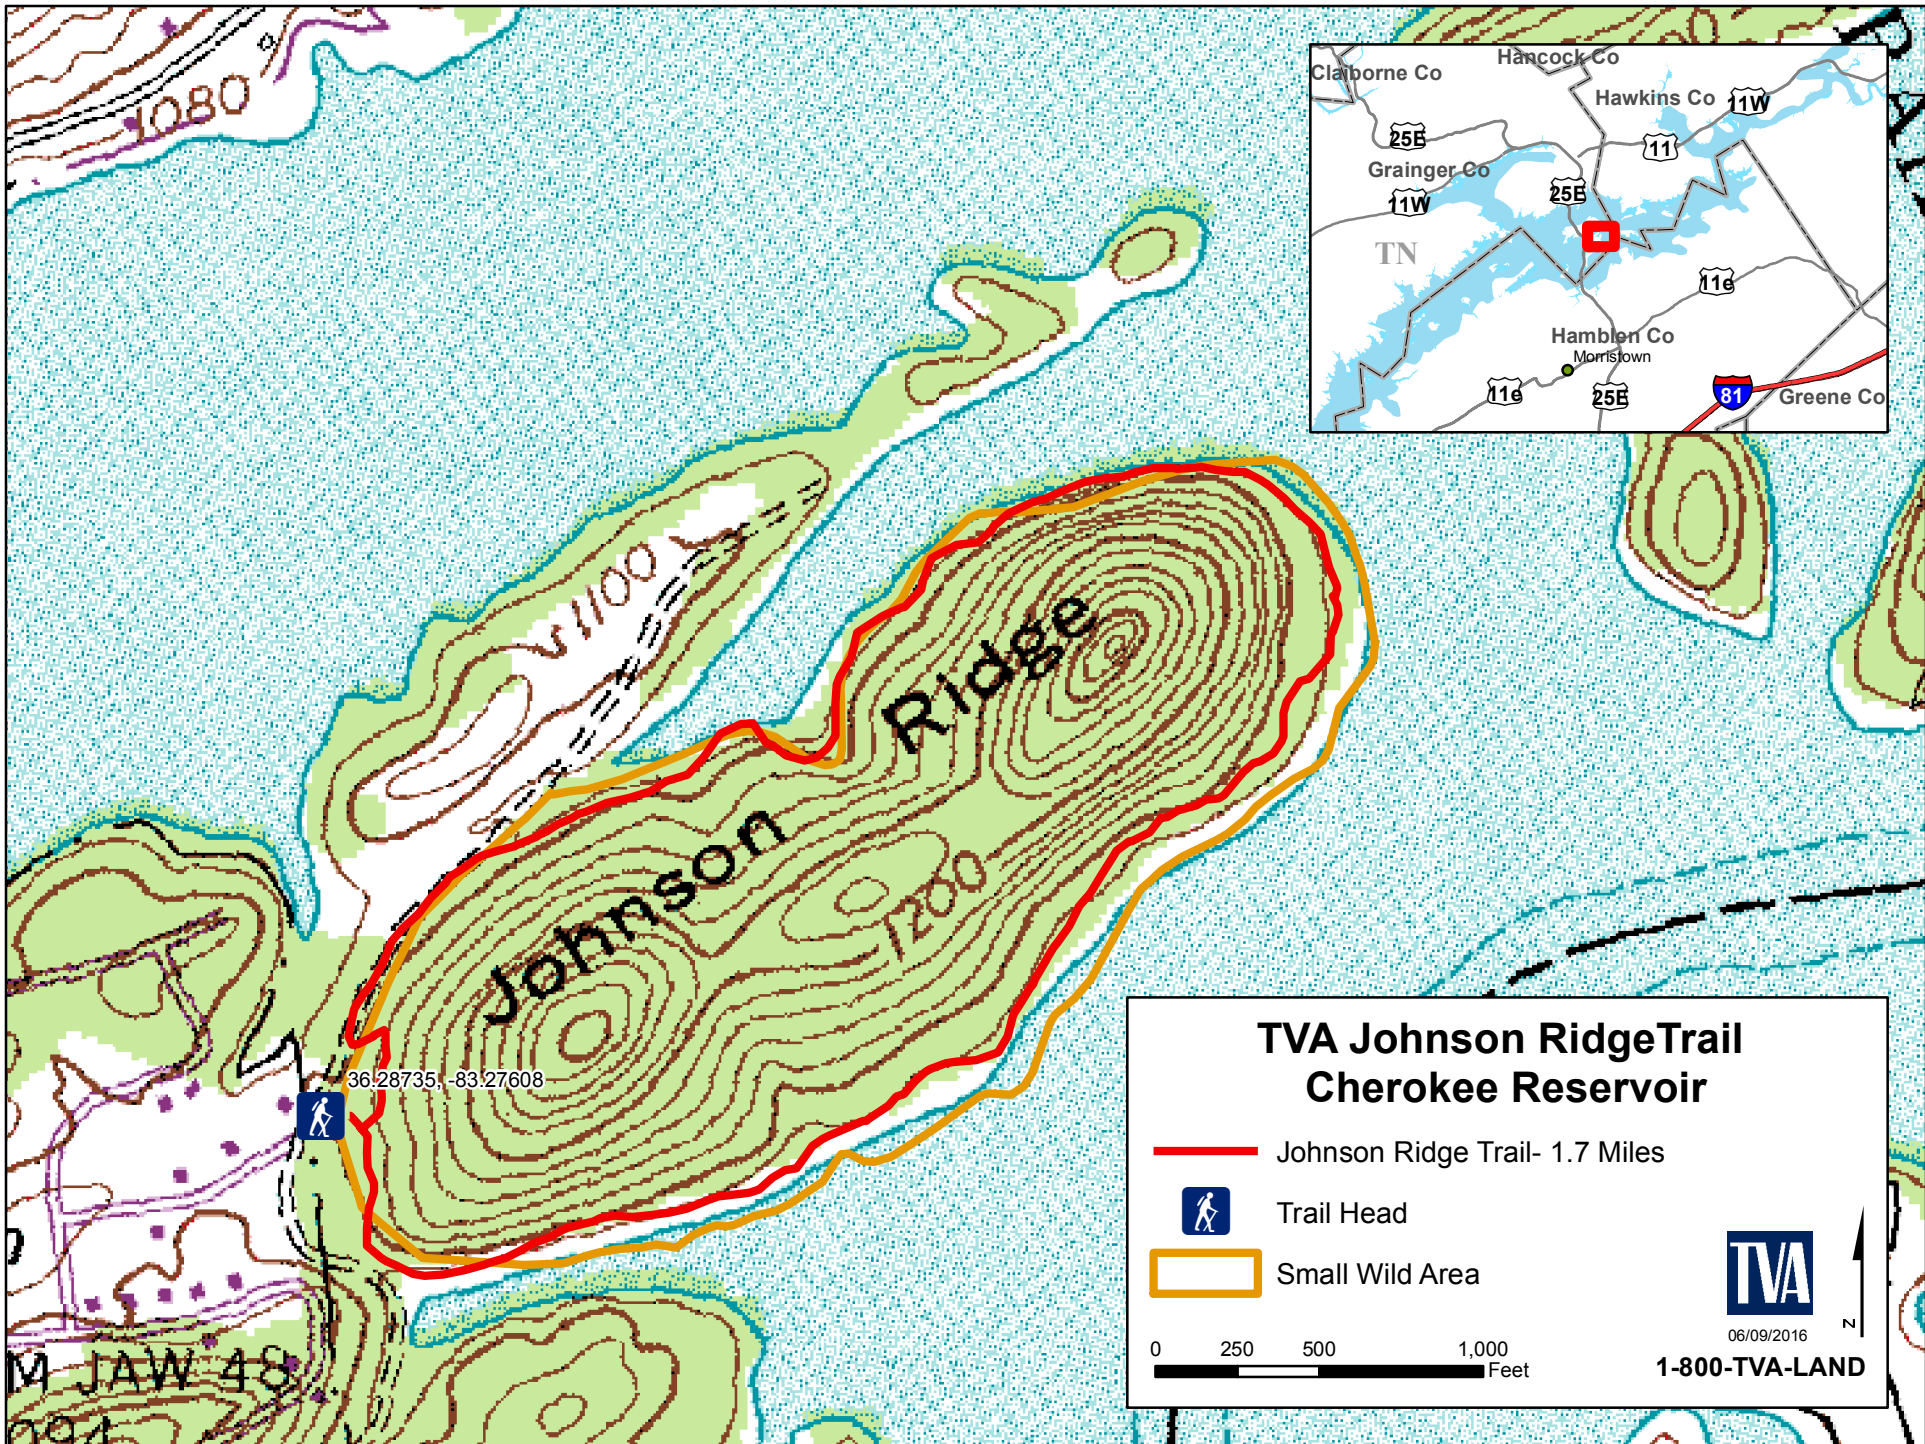 1080
Claiborne Co
Hancock Co
Hawkins Co
11W
25E
11
Grainger Co
25E
11W
TN
11e
Hamblen Co
Morristown
11e
25E
81
Greene Co
1100
Johnson Ridge
1200
36.28735, -83.27608
M JAW 48
094
TVA Johnson RidgeTrail
Cherokee Reservoir
Johnson Ridge Trail- 1.7 Miles
Trail Head
Small Wild Area
0 250 500 1,000
Feet
TVA
06/09/2016
N
1-800-TVA-LAND